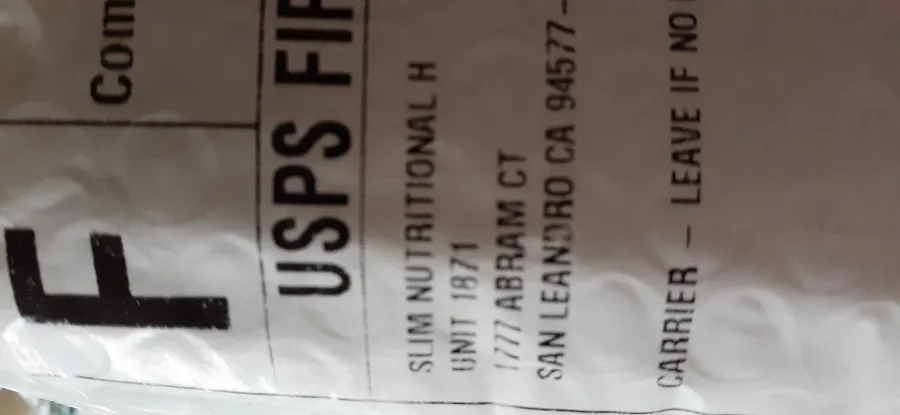 F
Com
USPS FIR
SLIM NUTRITIONAL H
UNIT 1871
1777 ABRAM CT
SAN LEANDRO CA 94577-
CARRIER - LEAVE IF NO